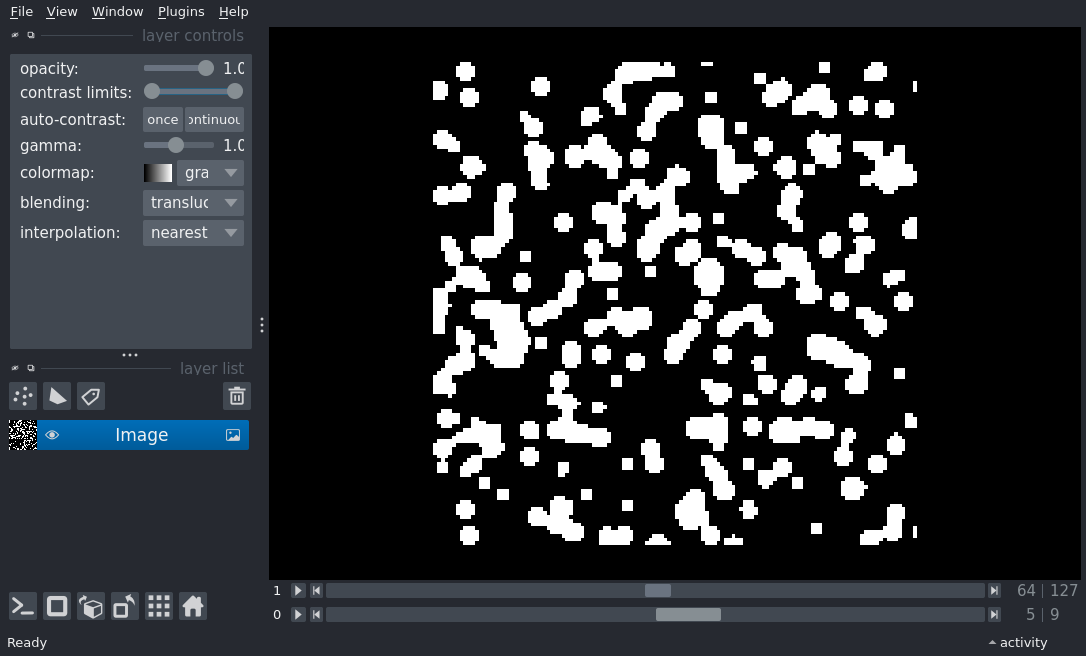 File View Window Plugins Help
layer controls
opacity: 1.0
contrast limits:
auto-contrast: once ontinuou
gamma: 1.0
colormap: gra
blending: transluc
interpolation: nearest
layer list
Image
1 64 | 127
0 5 | 9
Ready activity